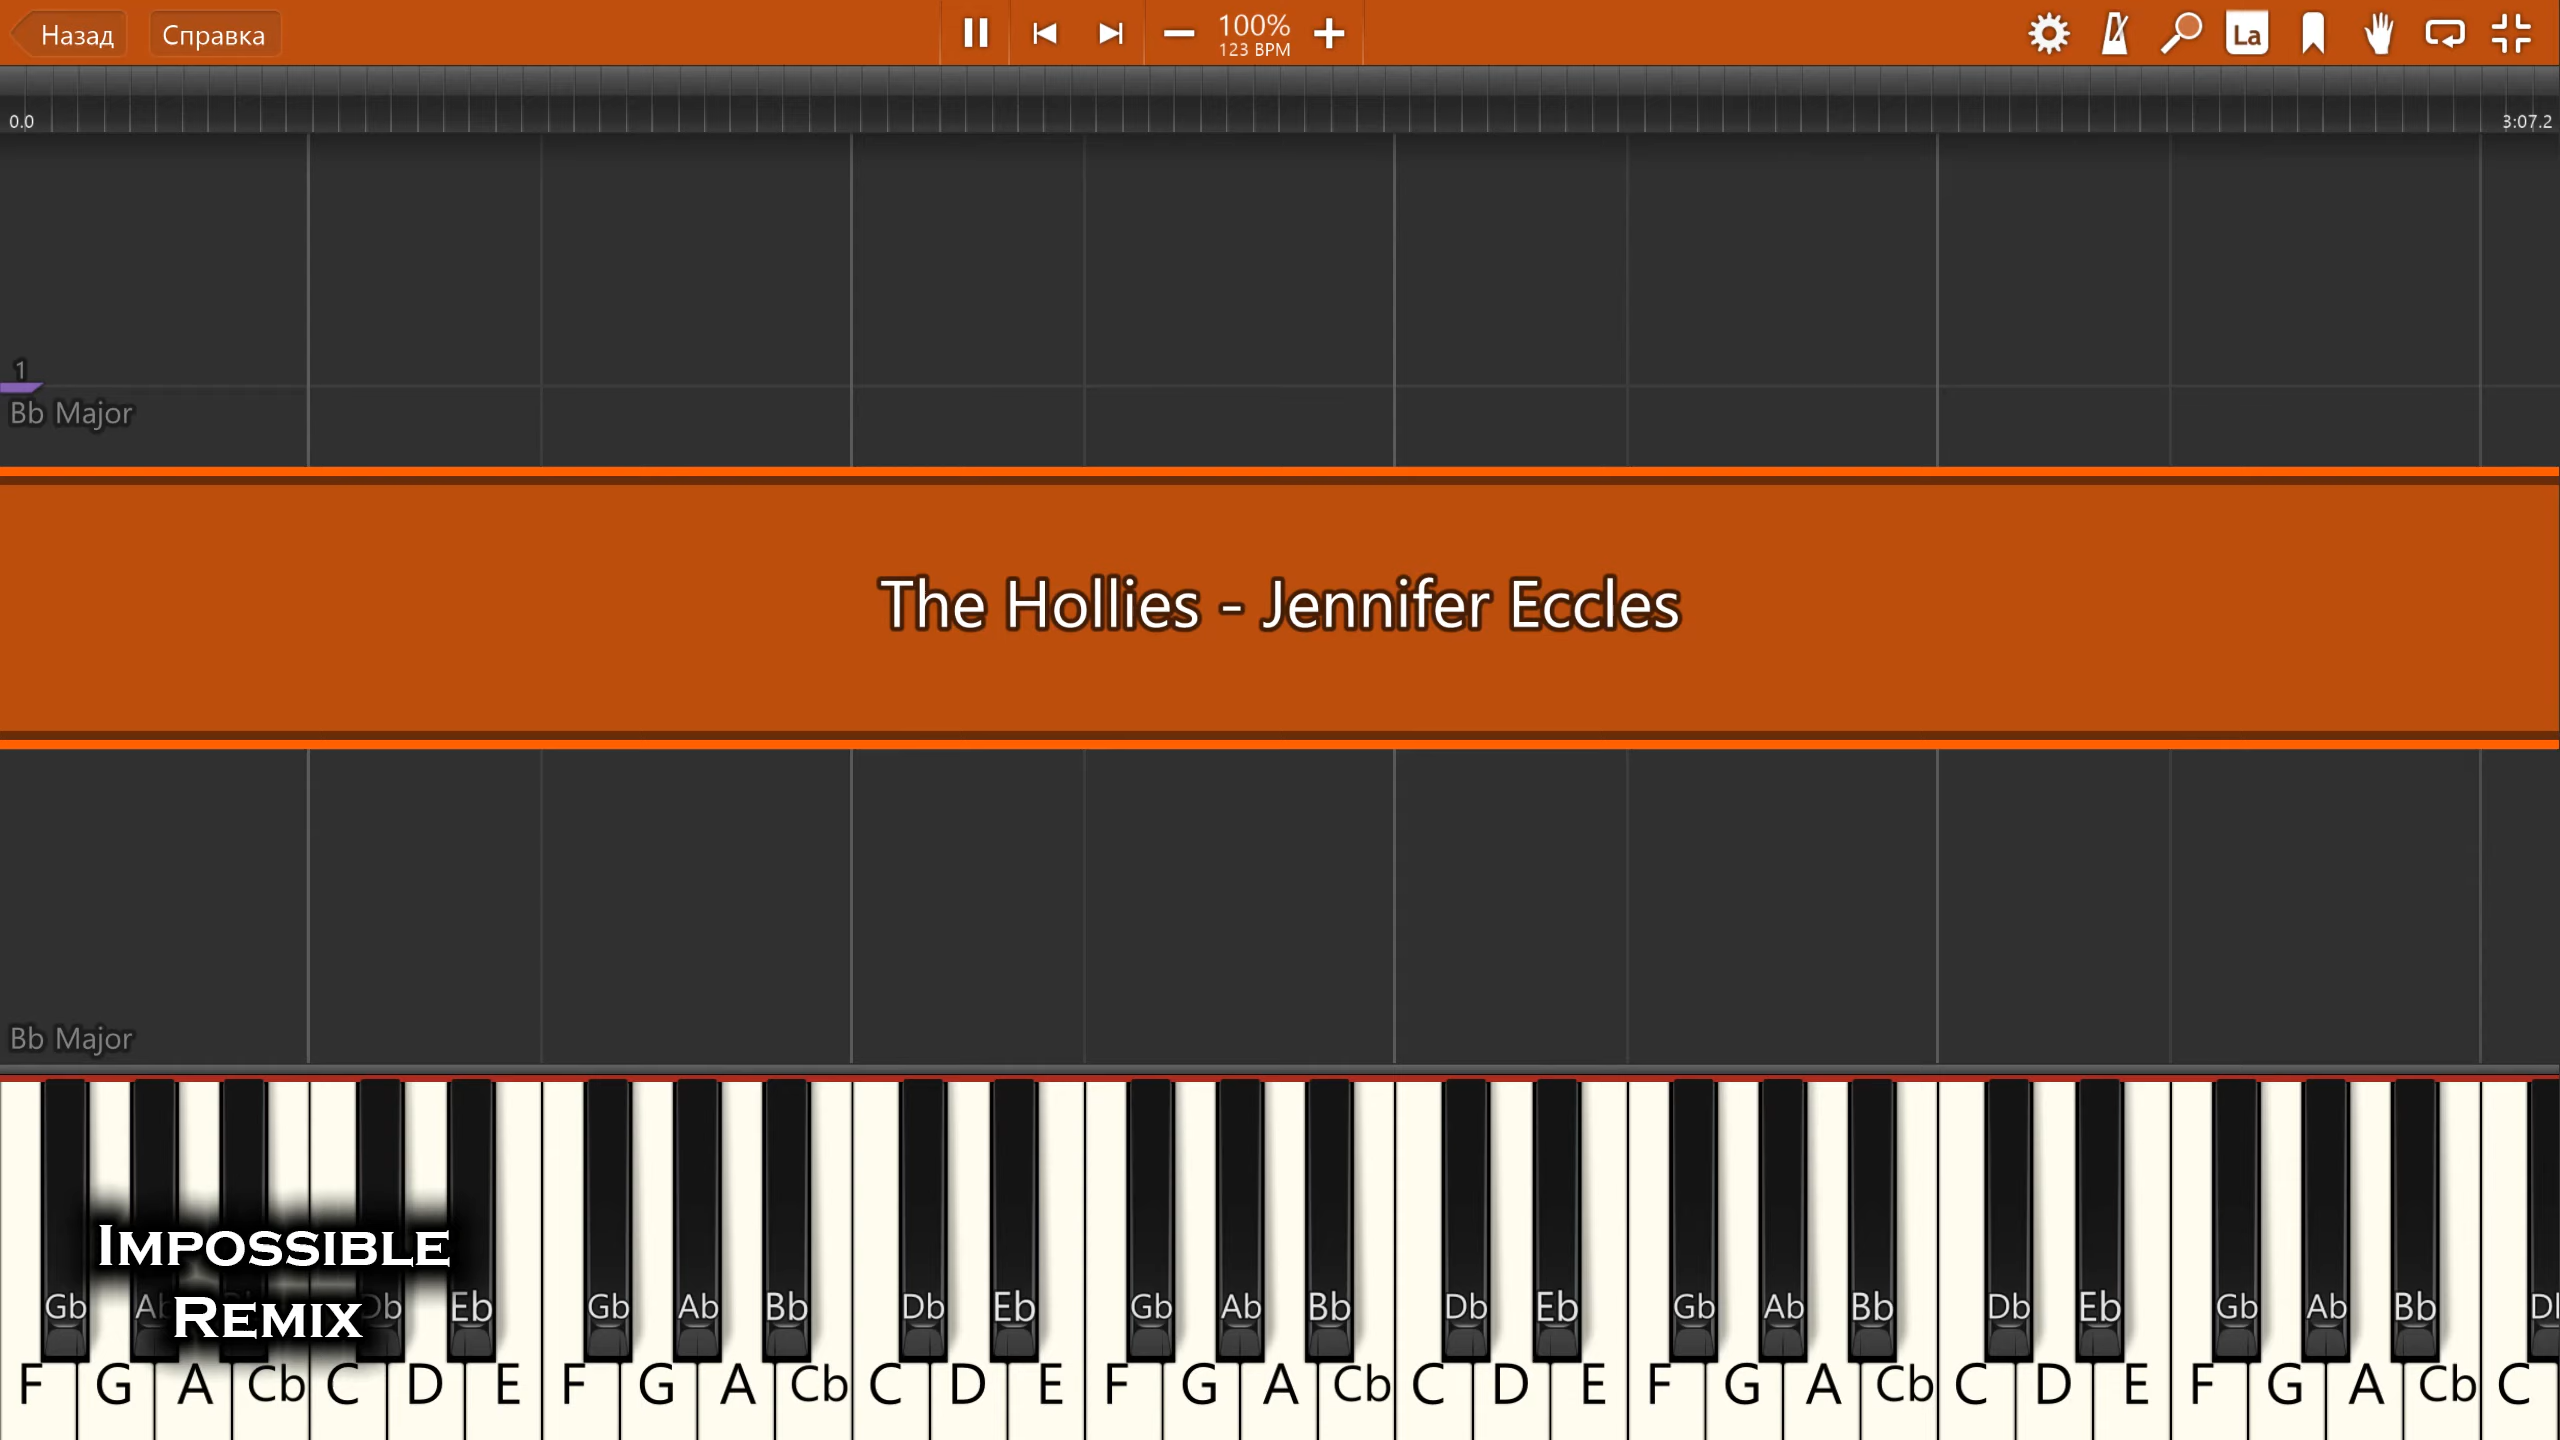 Назад Справка 100% La
123 BPM
0.0 3:07.2
1
Bb Major
The Hollies - Jennifer Eccles
Bb Major
Impossible
Remix
Gb Ab Db Eb Gb Ab Bb Db Eb Gb Ab Bb Db Eb Gb Ab Bb Db Eb Gb Ab Bb
F G A Cb C D E F G A Cb C D E F G A Cb C D E F G A Cb C D E F G A Cb C